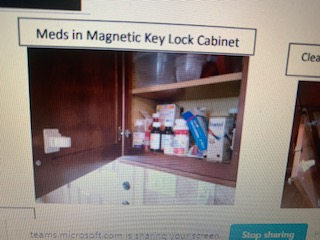 Meds in Magnetic Key Lock Cabinet
Clea
teams.microsoft.com is sharing your screen.
Stop sharing